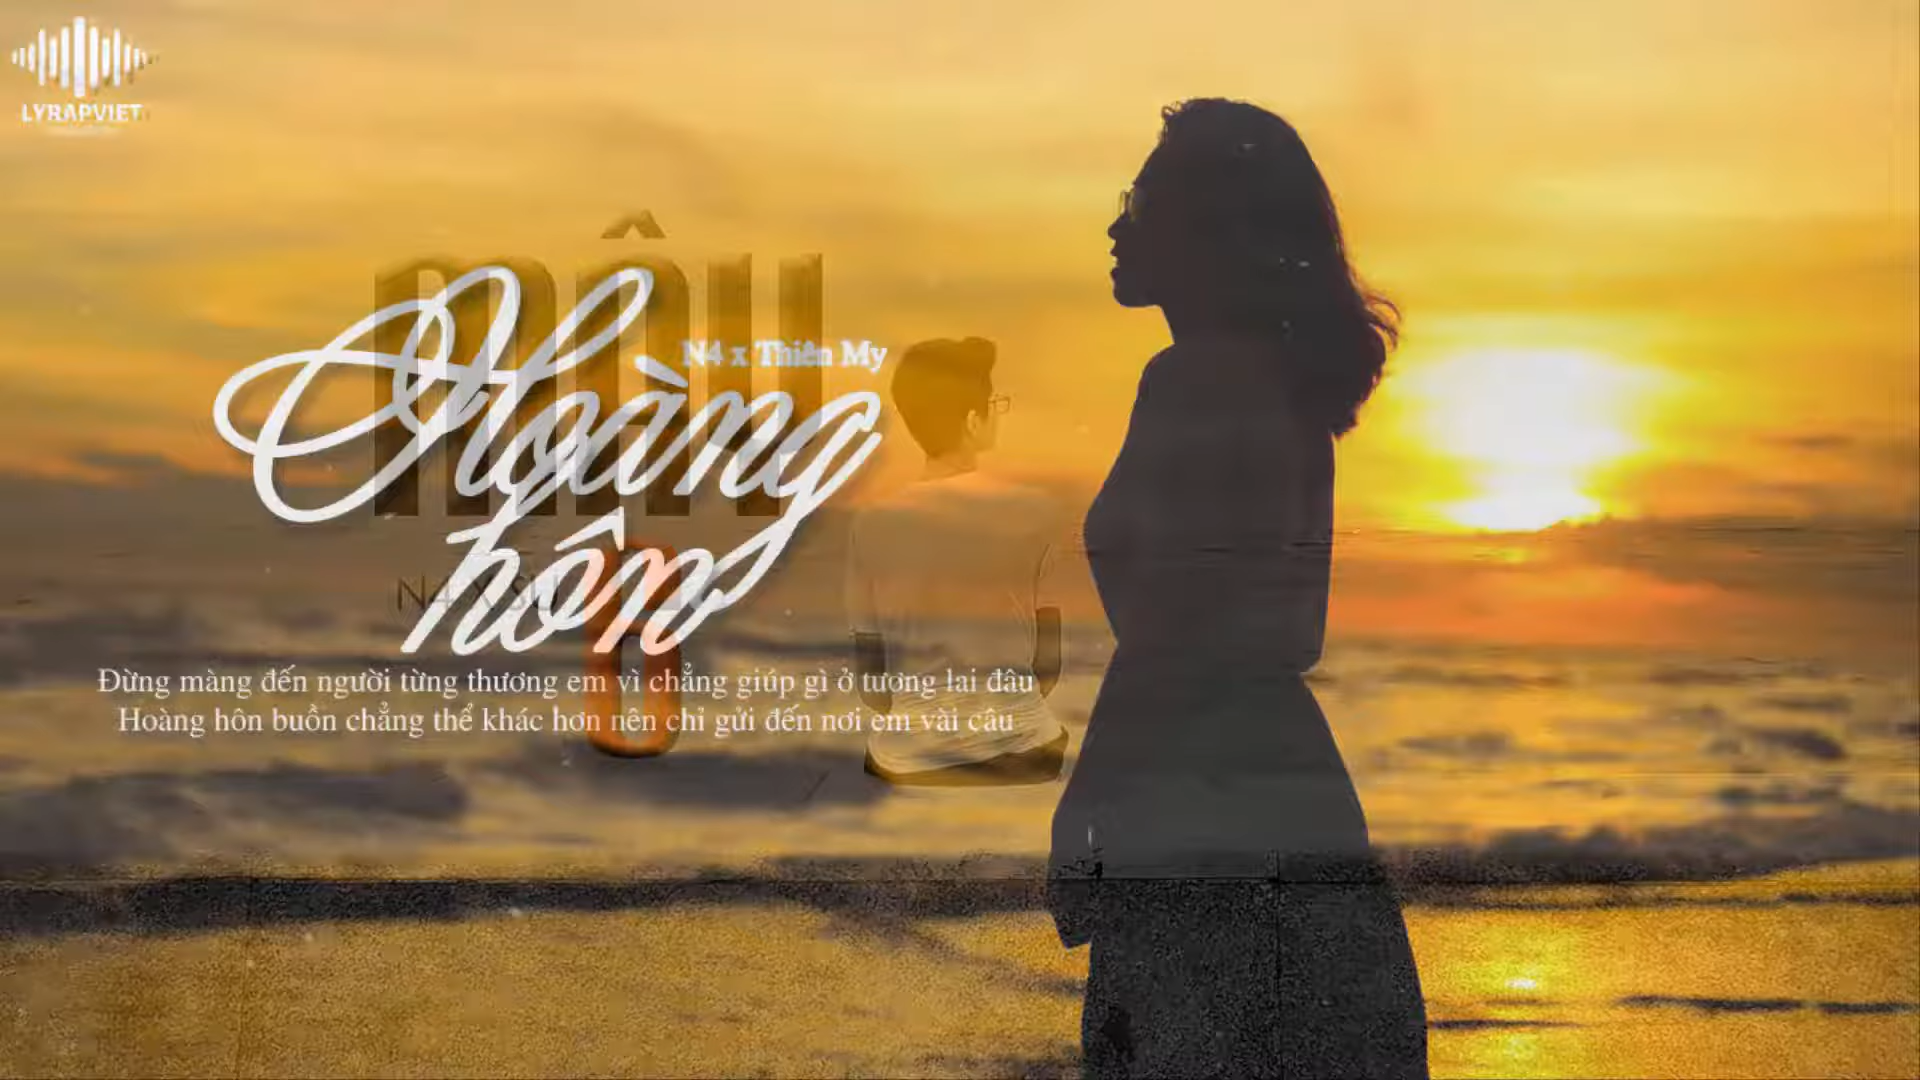 LYRAPVIET
N4 x Thiên My
Hoàng
hôn
Đừng màng đến người từng thương em vì chẳng giúp gì ở tương lai đâu
Hoàng hôn buồn chẳng thể khác hơn nên chỉ gửi đến nơi em vài câu